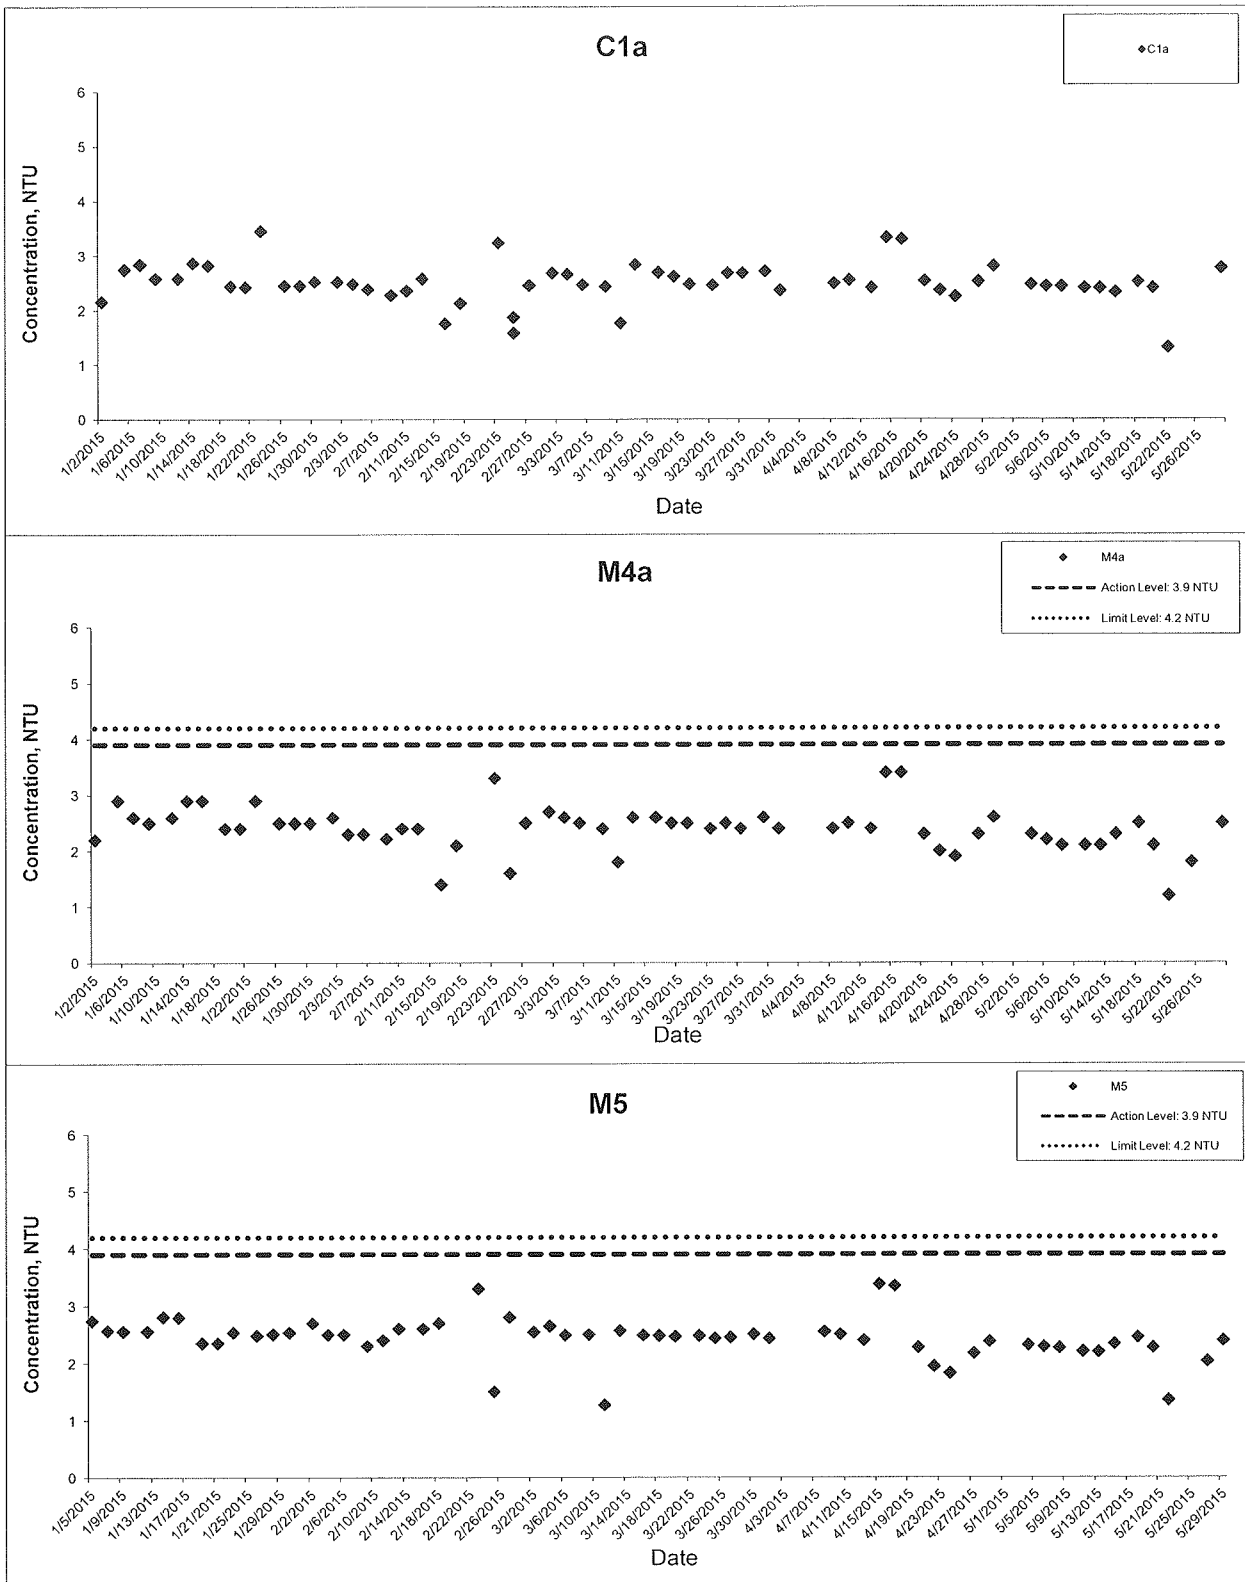 C1a
C1a
6
5
4
3
2
1
0
Concentration, NTU
1/2/2015 1/6/2015 1/10/2015 1/14/2015 1/18/2015 1/22/2015 1/26/2015 1/30/2015 2/3/2015 2/7/2015 2/11/2015 2/15/2015 2/19/2015 2/23/2015 2/27/2015 3/3/2015 3/7/2015 3/11/2015 3/15/2015 3/19/2015 3/23/2015 3/27/2015 3/31/2015 4/4/2015 4/8/2015 4/12/2015 4/16/2015 4/20/2015 4/24/2015 4/28/2015 5/2/2015 5/6/2015 5/10/2015 5/14/2015 5/18/2015 5/22/2015 5/26/2015
Date
M4a
M4a
Action Level: 3.9 NTU
Limit Level: 4.2 NTU
6
5
4
3
2
1
0
Concentration, NTU
1/2/2015 1/6/2015 1/10/2015 1/14/2015 1/18/2015 1/22/2015 1/26/2015 1/30/2015 2/3/2015 2/7/2015 2/11/2015 2/15/2015 2/19/2015 2/23/2015 2/27/2015 3/3/2015 3/7/2015 3/11/2015 3/15/2015 3/19/2015 3/23/2015 3/27/2015 3/31/2015 4/4/2015 4/8/2015 4/12/2015 4/16/2015 4/20/2015 4/24/2015 4/28/2015 5/2/2015 5/6/2015 5/10/2015 5/14/2015 5/18/2015 5/22/2015 5/26/2015
Date
M5
M5
Action Level: 3.9 NTU
Limit Level: 4.2 NTU
6
5
4
3
2
1
0
Concentration, NTU
1/5/2015 1/9/2015 1/13/2015 1/17/2015 1/21/2015 1/25/2015 1/29/2015 2/2/2015 2/6/2015 2/10/2015 2/14/2015 2/18/2015 2/22/2015 2/26/2015 3/2/2015 3/6/2015 3/10/2015 3/14/2015 3/18/2015 3/22/2015 3/26/2015 3/30/2015 4/3/2015 4/7/2015 4/11/2015 4/15/2015 4/19/2015 4/23/2015 4/27/2015 5/1/2015 5/5/2015 5/9/2015 5/13/2015 5/17/2015 5/21/2015 5/25/2015 5/29/2015
Date